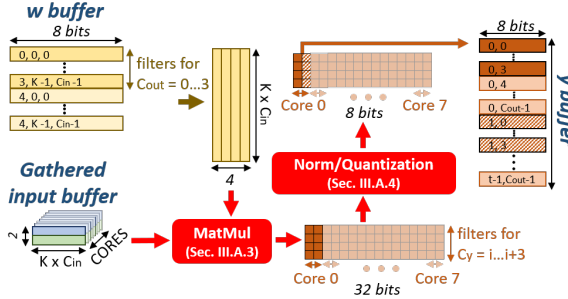 w buffer
8 bits
0, 0, 0
3, K -1, Cin-1
4, 0, 0
4, K -1, Cin-1
filters for
Cout = 0...3
K x Cin
4
Gathered
input buffer
2
K x Cin
CORES
MatMul
(Sec. III.A.3)
Core 0
Core 7
8 bits
Norm/Quantization
(Sec. III.A.4)
filters for
Cy = i...i+3
Core 0
Core 7
32 bits
8 bits
0, 0
0, 3
0, 4
0, Cout-1
1, 0
1, 3
t-1, Cout-1
y buffer